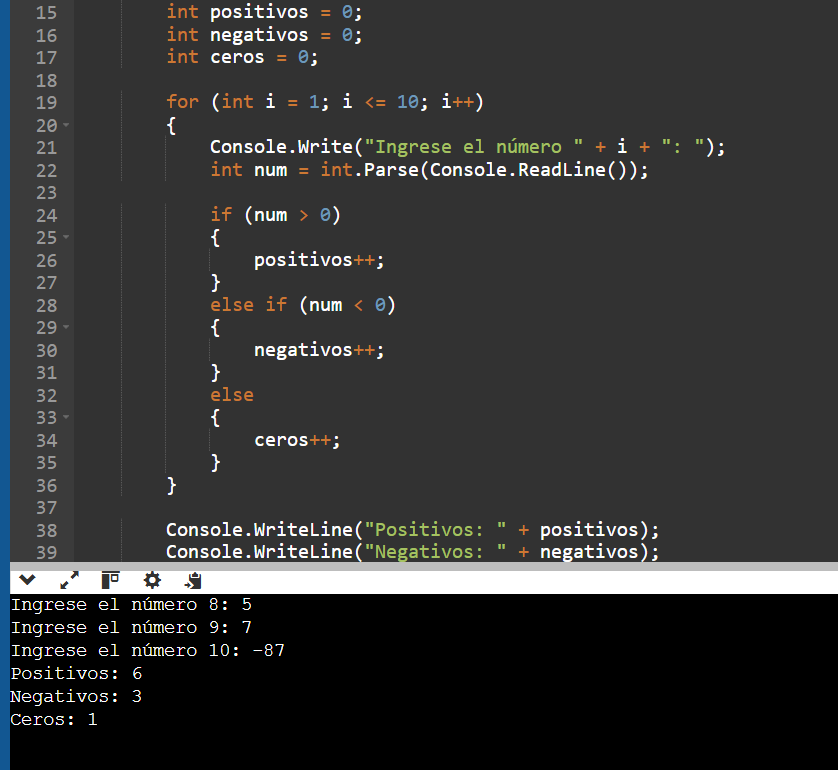 15 int positivos = 0;
16 int negativos = 0;
17 int ceros = 0;
18
19 for (int i = 1; i <= 10; i++)
20 {
21 Console.Write("Ingrese el número " + i + ": ");
22 int num = int.Parse(Console.ReadLine());
23
24 if (num > 0)
25 {
26 positivos++;
27 }
28 else if (num < 0)
29 {
30 negativos++;
31 }
32 else
33 {
34 ceros++;
35 }
36 }
37
38 Console.WriteLine("Positivos: " + positivos);
39 Console.WriteLine("Negativos: " + negativos);
Ingrese el número 8: 5
Ingrese el número 9: 7
Ingrese el número 10: -87
Positivos: 6
Negativos: 3
Ceros: 1